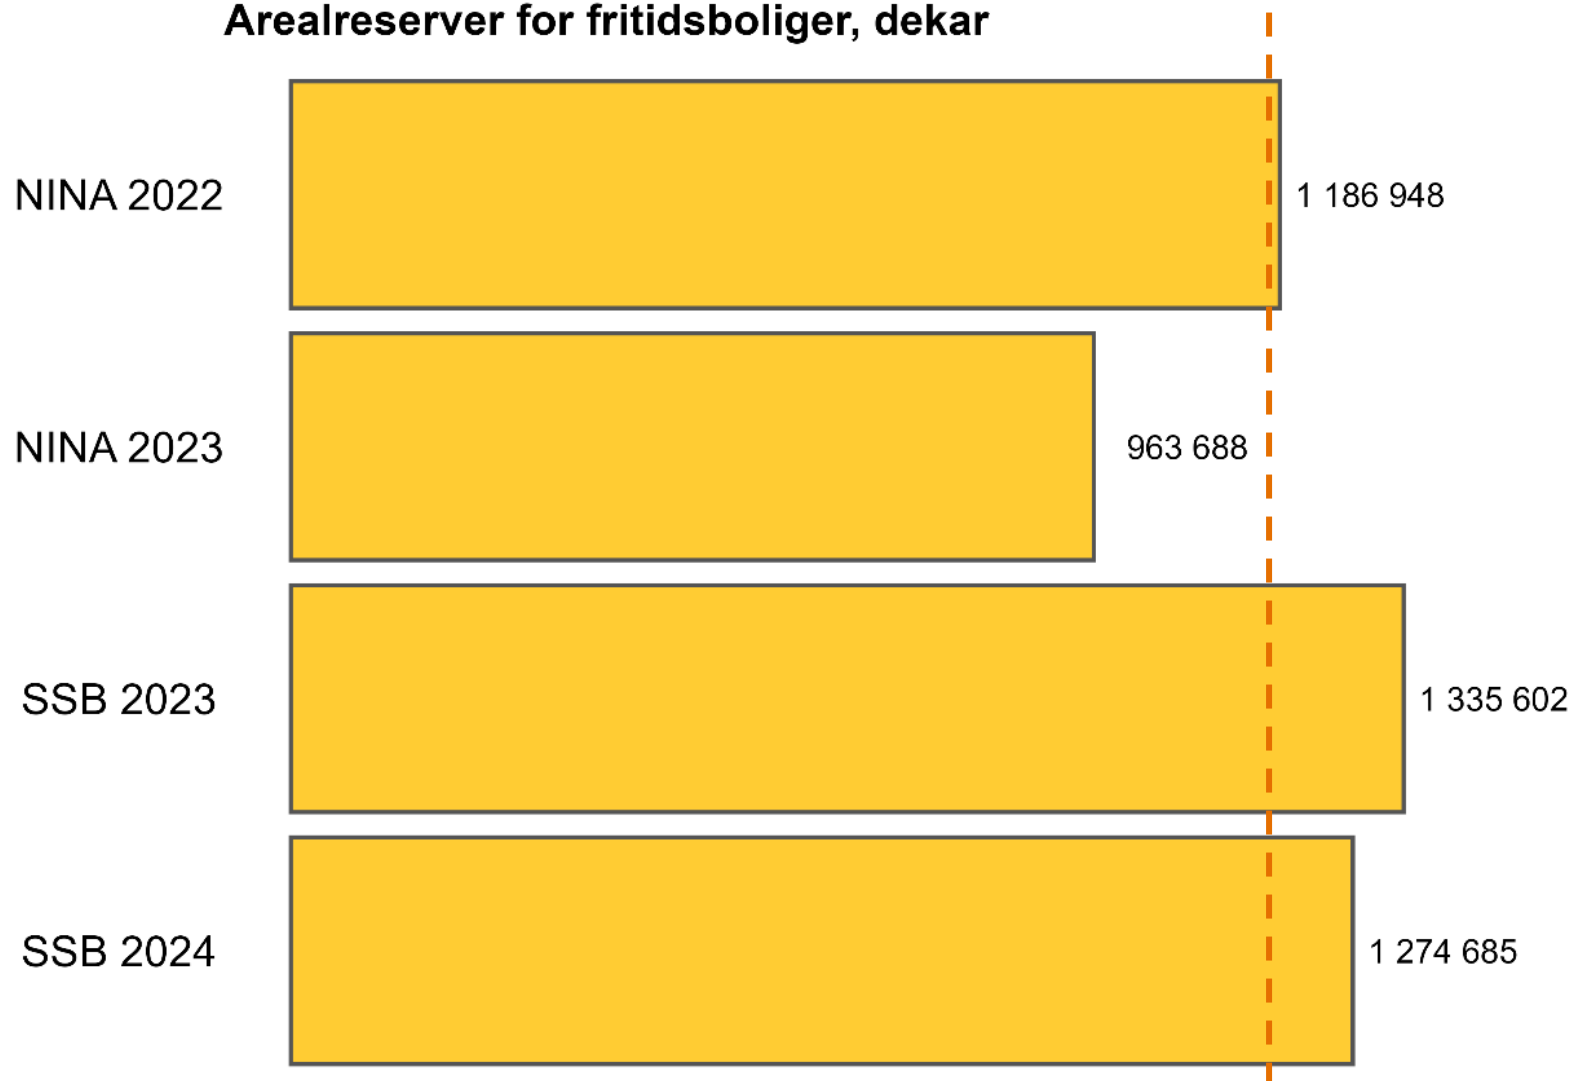 Arealreserver for fritidsboliger, dekar
NINA 2022
1 186 948
NINA 2023
963 688
SSB 2023
1 335 602
SSB 2024
1 274 685